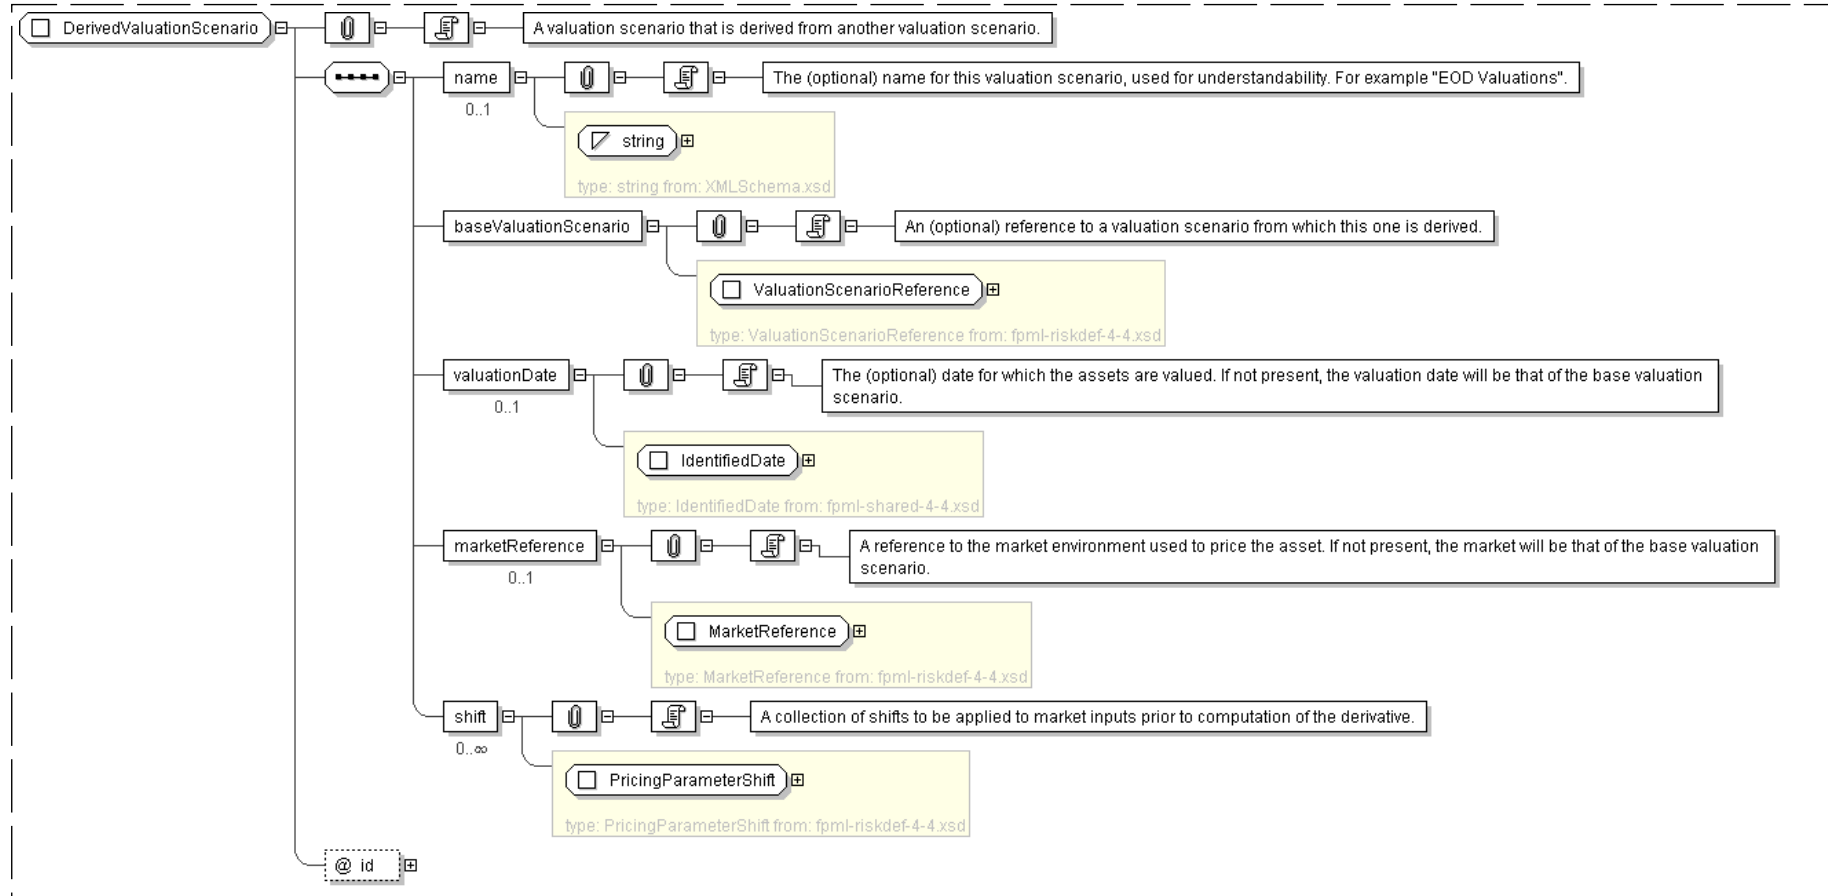 DerivedValuationScenario
A valuation scenario that is derived from another valuation scenario.
name
The (optional) name for this valuation scenario, used for understandability. For example "EOD Valuations".
0..1
string
type: string from: XMLSchema.xsd
baseValuationScenario
An (optional) reference to a valuation scenario from which this one is derived.
ValuationScenarioReference
type: ValuationScenarioReference from: fpml-riskdef-4-4.xsd
valuationDate
The (optional) date for which the assets are valued. If not present, the valuation date will be that of the base valuation
scenario.
0..1
IdentifiedDate
type: IdentifiedDate from: fpml-shared-4-4.xsd
marketReference
A reference to the market environment used to price the asset. If not present, the market will be that of the base valuation
scenario.
0..1
MarketReference
type: MarketReference from: fpml-riskdef-4-4.xsd
shift
A collection of shifts to be applied to market inputs prior to computation of the derivative.
0..∞
PricingParameterShift
type: PricingParameterShift from: fpml-riskdef-4-4.xsd
@ id